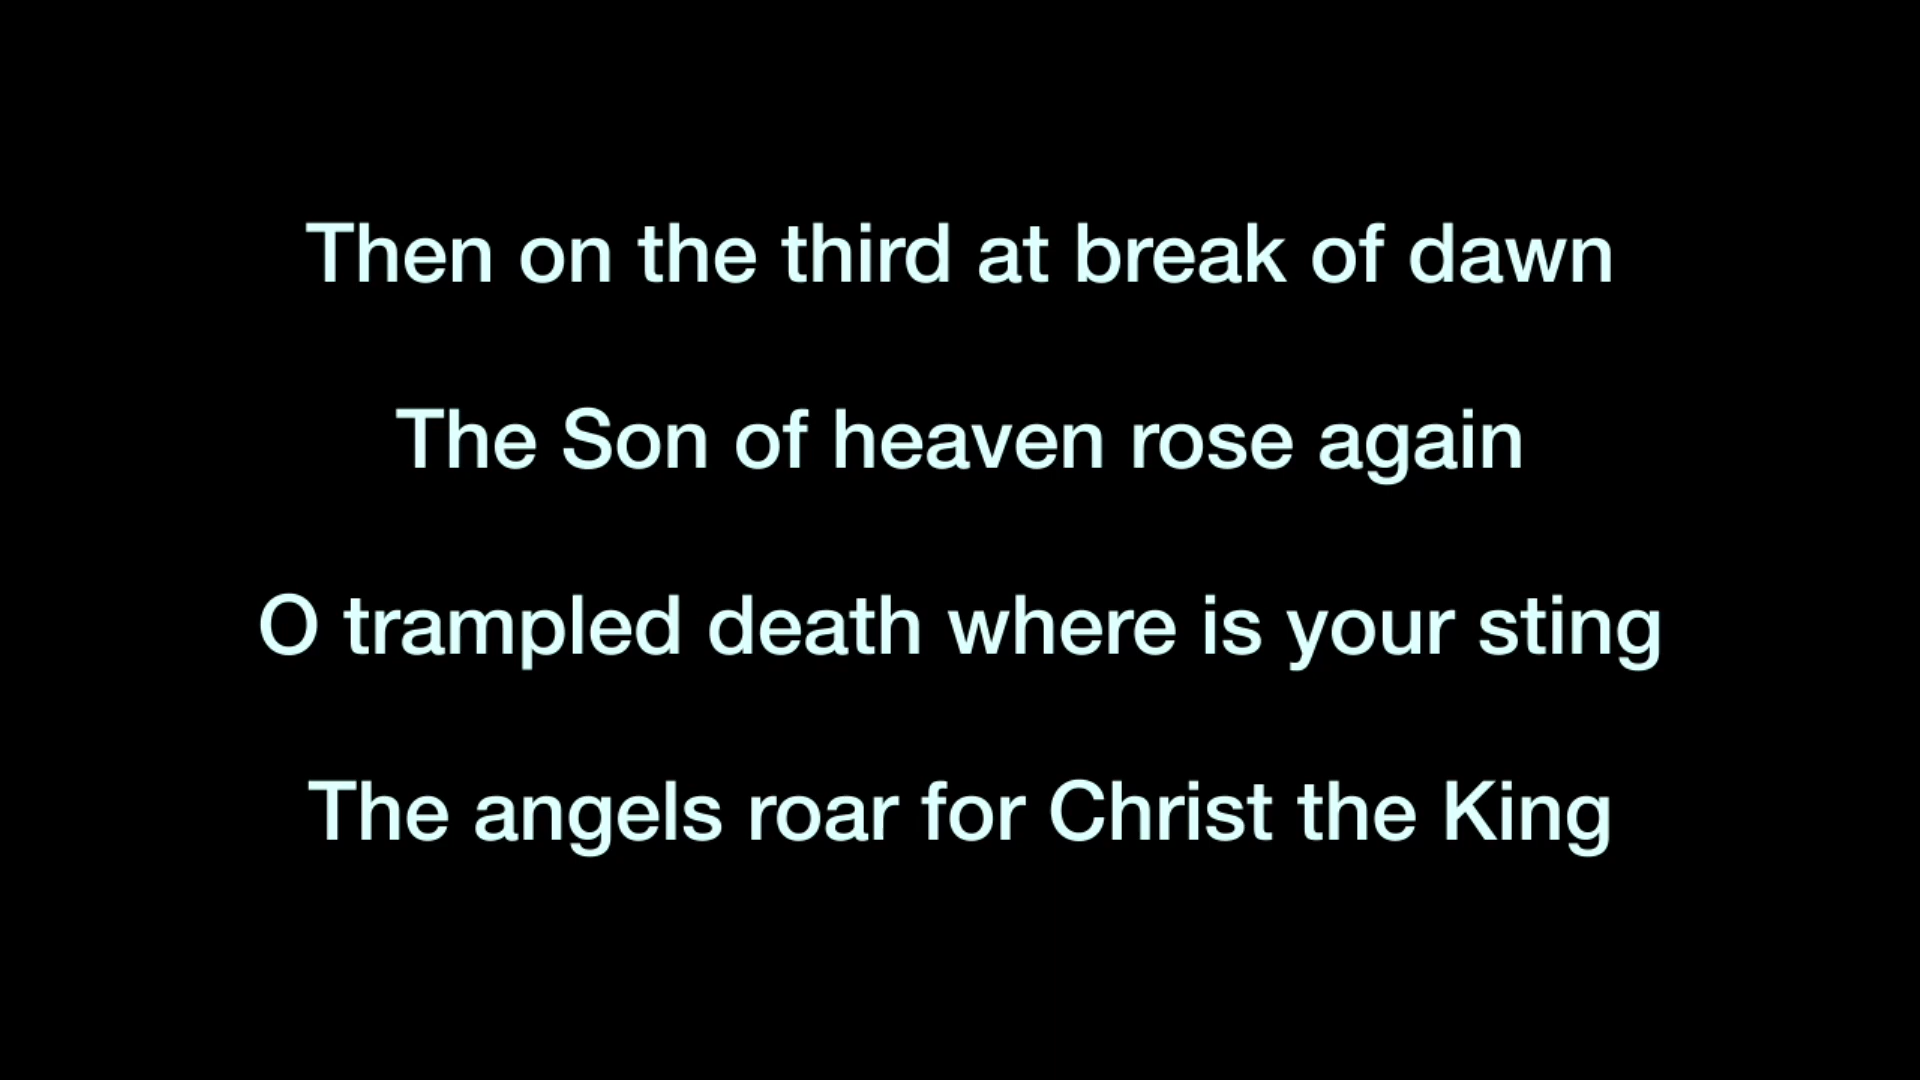 Then on the third at break of dawn
The Son of heaven rose again
O trampled death where is your sting
The angels roar for Christ the King